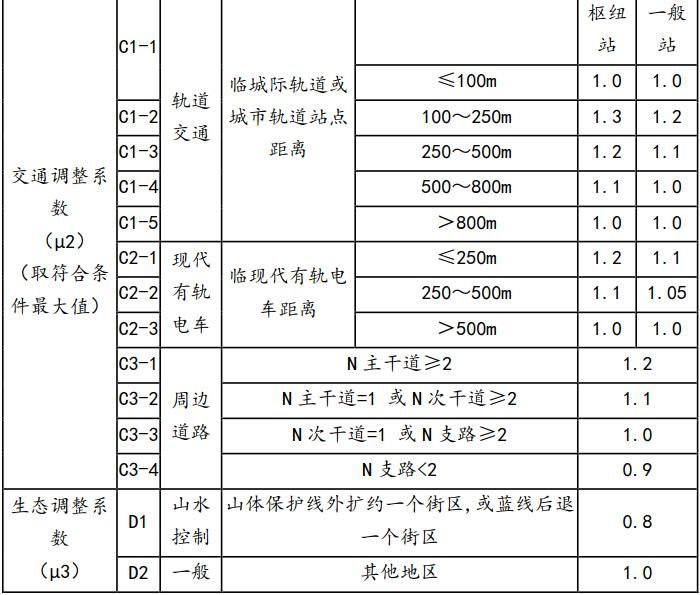 枢纽站 一般站
C1-1
≤100m 1.0 1.0
轨道交通
临城际轨道或城市轨道站点距离
C1-2 100～250m 1.3 1.2
C1-3 250～500m 1.2 1.1
C1-4 500～800m 1.1 1.0
C1-5 ＞800m 1.0 1.0
交通调整系数
（μ2）
（取符合条件最大值）
C2-1 ≤250m 1.2 1.1
现代有轨电车
临现代有轨电车距离
C2-2 250～500m 1.1 1.05
C2-3 ＞500m 1.0 1.0
C3-1 N主干道≥2 1.2
周边道路
C3-2 N主干道=1 或N次干道≥2 1.1
C3-3 N次干道=1 或N支路≥2 1.0
C3-4 N支路<2 0.9
生态调整系数
（μ3）
D1 山水控制 山体保护线外扩约一个街区,或蓝线后退一个街区 0.8
D2 一般 其他地区 1.0